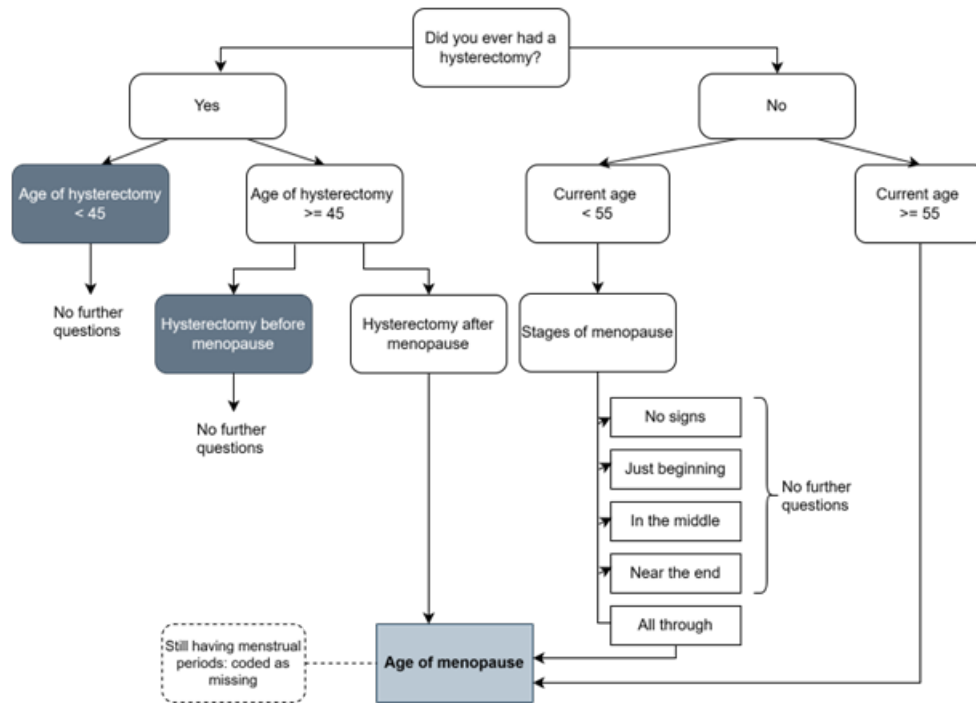 Did you ever had a
hysterectomy?
Yes
No
Age of hysterectomy
< 45
Age of hysterectomy
>= 45
Current age
< 55
Current age
>= 55
No further
questions
Hysterectomy before
menopause
Hysterectomy after
menopause
Stages of menopause
No further
questions
No signs
Just beginning
In the middle
Near the end
No further
questions
All through
Still having menstrual
periods: coded as
missing
Age of menopause